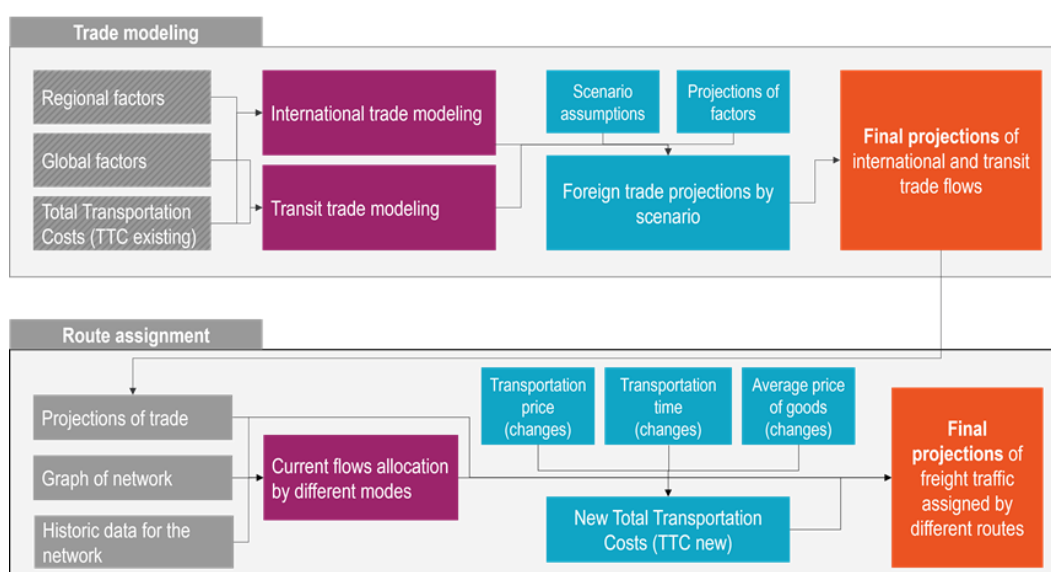 Trade modeling
Regional factors
Global factors
Total Transportation
Costs (TTC existing)
International trade modeling
Transit trade modeling
Scenario
assumptions
Projections of
factors
Foreign trade projections by
scenario
Final projections of
international and transit
trade flows
Route assignment
Projections of trade
Graph of network
Historic data for the
network
Current flows allocation
by different modes
Transportation
price
(changes)
Transportation
time
(changes)
Average price
of goods
(changes)
New Total Transportation
Costs (TTC new)
Final
projections of
freight traffic
assigned by
different routes